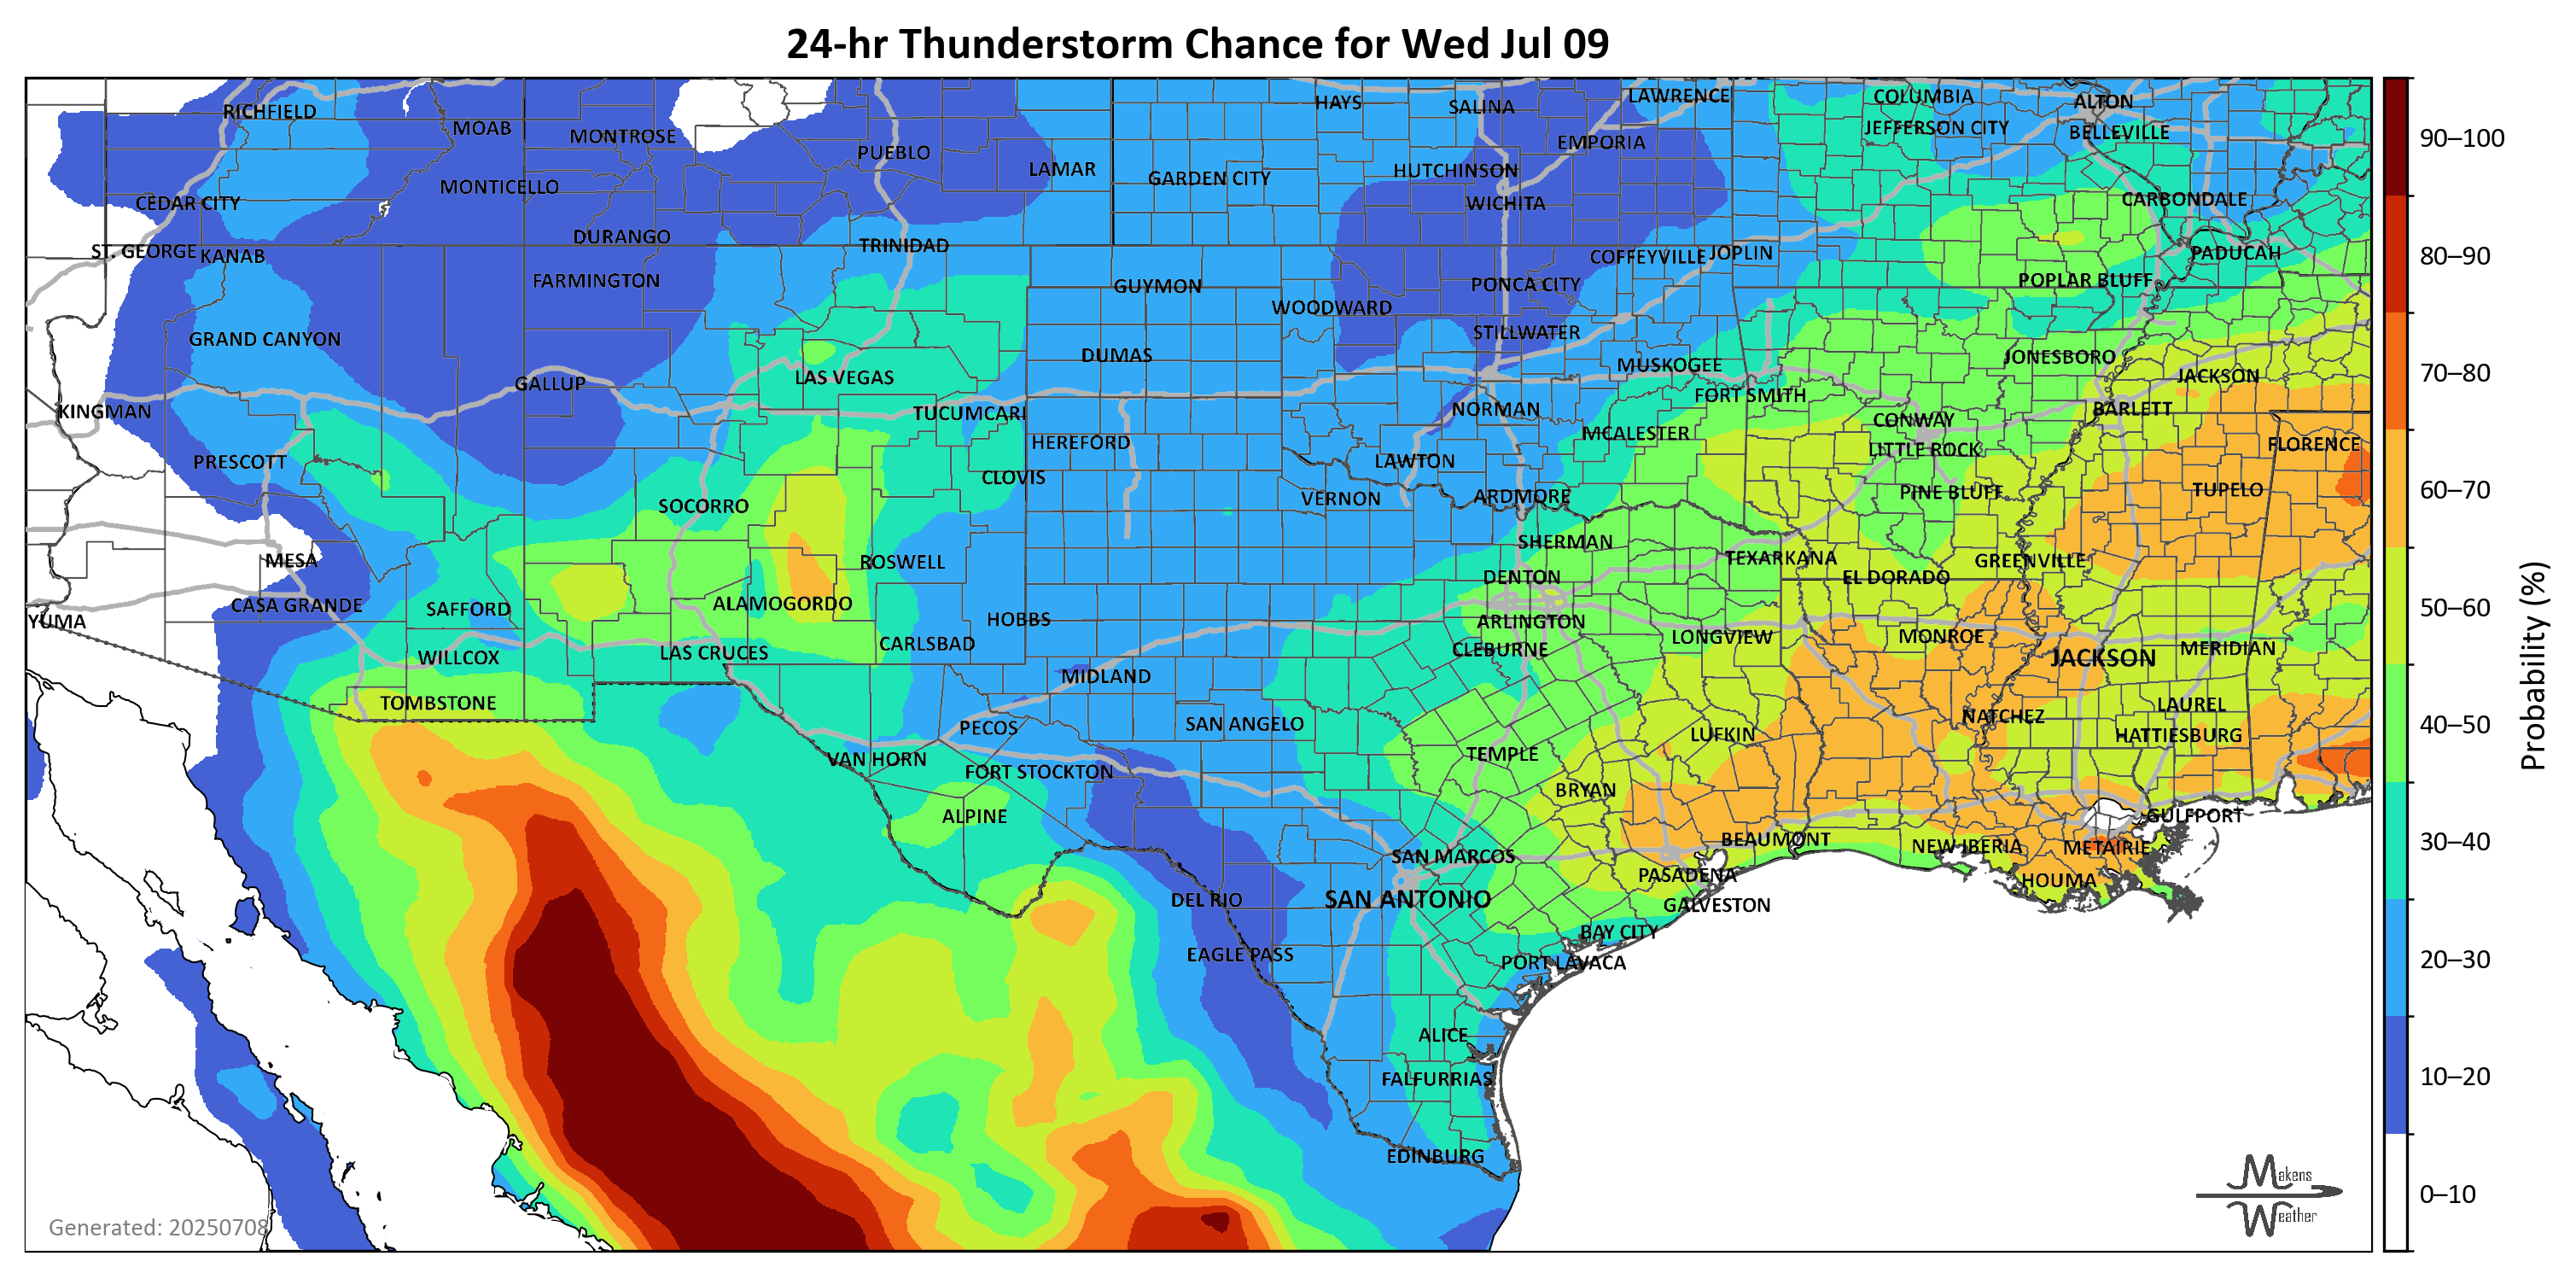 24-hr Thunderstorm Chance for Wed Jul 09
RICHFIELD
MOAB
MONTROSE
PUEBLO
LAMAR
HAYS
SALINA
LAWRENCE
COLUMBIA
ALTON
JEFFERSON CITY
BELLEVILLE
EMPORIA
HUTCHINSON
GARDEN CITY
MONTICELLO
CEDAR CITY
WICHITA
CARBONDALE
DURANGO
TRINIDAD
ST. GEORGE
KANAB
COFFEYVILLE
JOPLIN
PADUCAH
FARMINGTON
GUYMON
PONCA CITY
POPLAR BLUFF
WOODWARD
STILLWATER
GRAND CANYON
DUMAS
JONESBORO
MUSKOGEE
LAS VEGAS
JACKSON
GALLUP
FORT SMITH
KINGMAN
TUCUMCARI
NORMAN
BARLETT
CONWAY
MCALESTER
HEREFORD
LITTLE ROCK
FLORENCE
PRESCOTT
LAWTON
CLOVIS
TUPELO
PINE BLUFF
VERNON
ARDMORE
SOCORRO
SHERMAN
MESA
ROSWELL
TEXARKANA
GREENVILLE
DENTON
EL DORADO
CASA GRANDE
SAFFORD
ALAMOGORDO
HOBBS
YUMA
ARLINGTON
LONGVIEW
MONROE
CARLSBAD
CLEBURNE
MERIDIAN
WILLCOX
LAS CRUCES
JACKSON
MIDLAND
TOMBSTONE
LAUREL
NATCHEZ
PECOS
SAN ANGELO
LUFKIN
HATTIESBURG
TEMPLE
VAN HORN
FORT STOCKTON
BRYAN
ALPINE
GULFPORT
BEAUMONT
NEW IBERIA
METAIRIE
SAN MARCOS
PASADENA
HOUMA
DEL RIO
SAN ANTONIO
GALVESTON
BAY CITY
EAGLE PASS
PORT LAVACA
ALICE
FALFURRIAS
EDINBURG
Generated: 20250708
Makens
Weather
90–100
80–90
70–80
60–70
50–60
40–50
30–40
20–30
10–20
0–10
Probability (%)